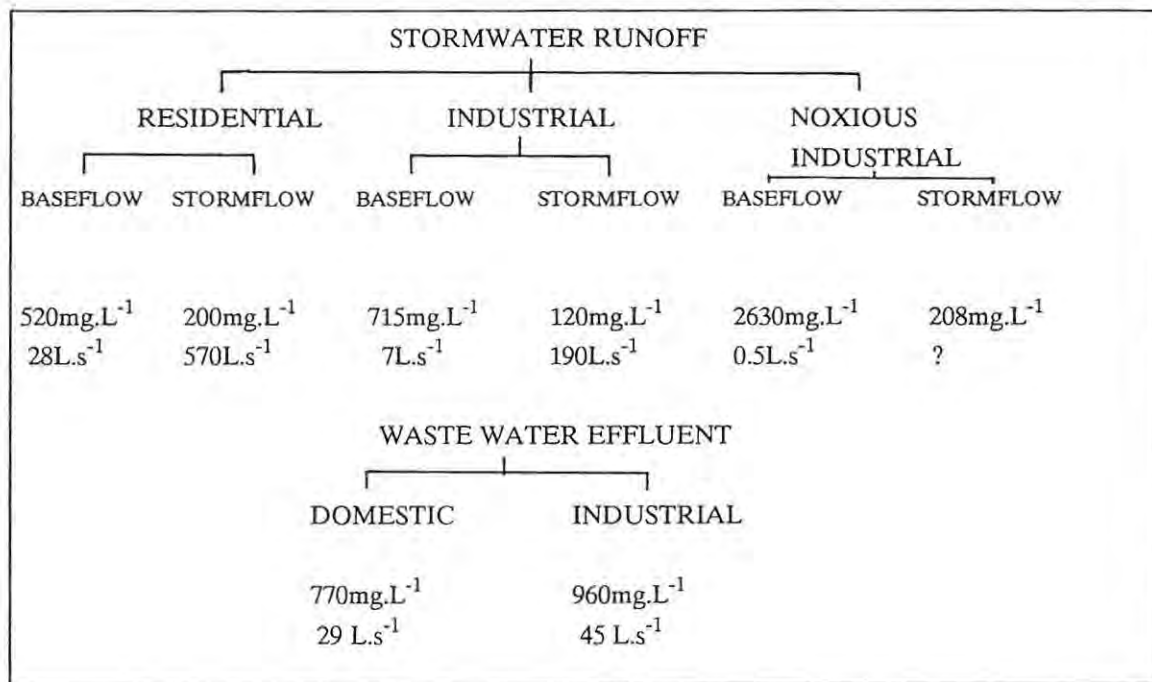 STORMWATER RUNOFF
RESIDENTIAL INDUSTRIAL NOXIOUS
INDUSTRIAL
BASEFLOW STORMFLOW BASEFLOW STORMFLOW BASEFLOW STORMFLOW
520mg.L⁻¹ 200mg.L⁻¹ 715mg.L⁻¹ 120mg.L⁻¹ 2630mg.L⁻¹ 208mg.L⁻¹
28L.s⁻¹ 570L.s⁻¹ 7L.s⁻¹ 190L.s⁻¹ 0.5L.s⁻¹ ?
WASTE WATER EFFLUENT
DOMESTIC INDUSTRIAL
770mg.L⁻¹ 960mg.L⁻¹
29 L.s⁻¹ 45 L.s⁻¹